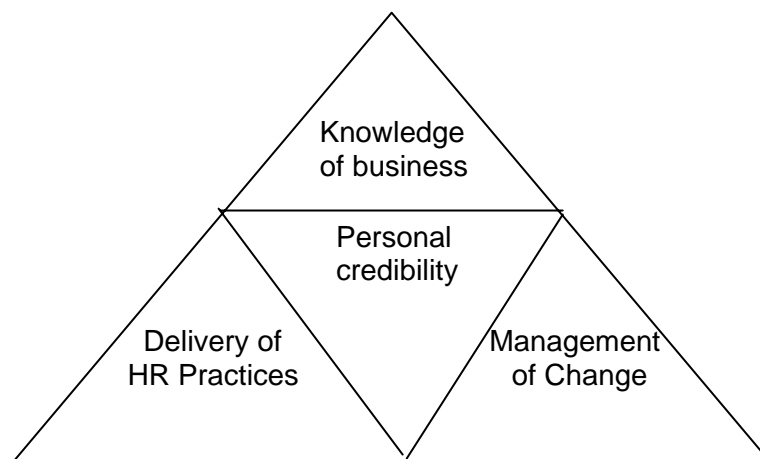 Knowledge
of business
Personal
credibility
Delivery of
HR Practices
Management
of Change